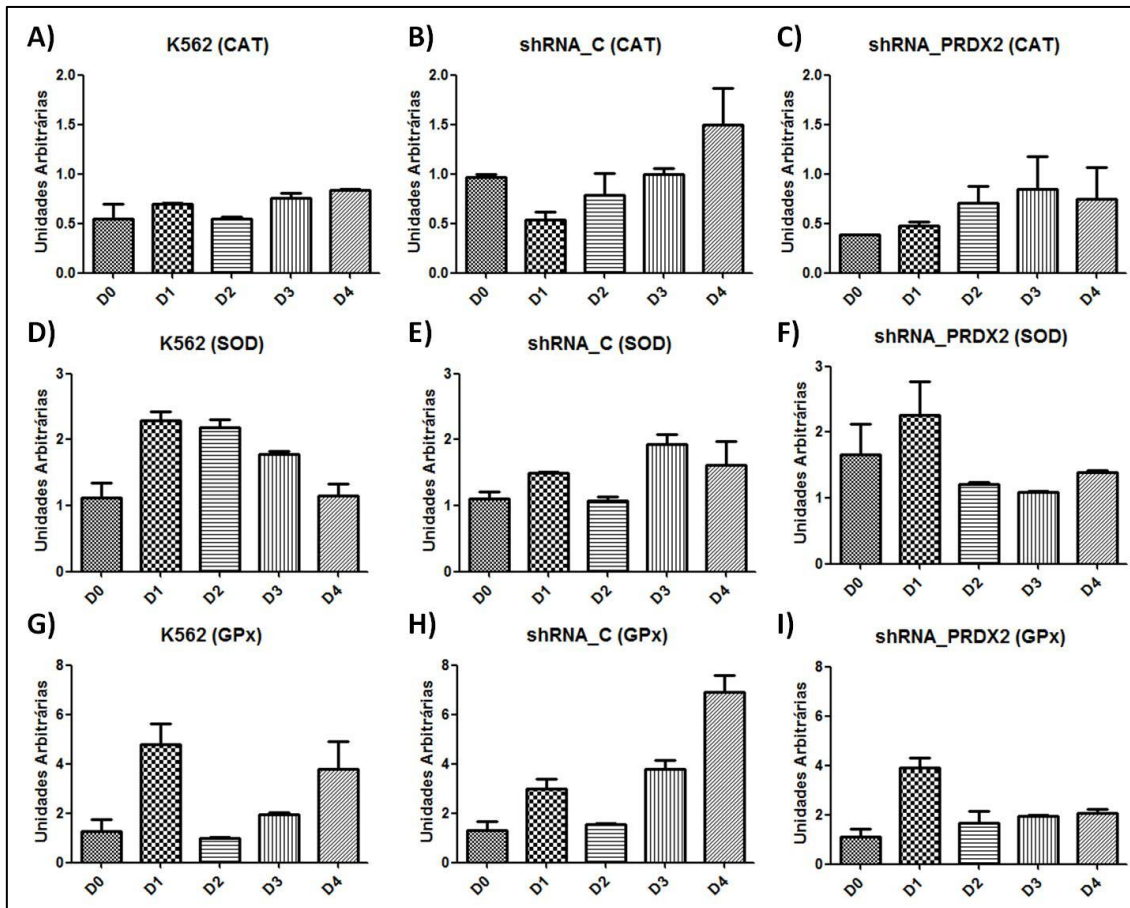 A)
K562 (CAT)
Unidades Arbitrárias
2.0
1.5
1.0
0.5
0.0
D0 D1 D2 D3 D4
B)
shRNA_C (CAT)
Unidades Arbitrárias
2.0
1.5
1.0
0.5
0.0
D0 D1 D2 D3 D4
C)
shRNA_PRDX2 (CAT)
Unidades Arbitrárias
2.0
1.5
1.0
0.5
0.0
D0 D1 D2 D3 D4
D)
K562 (SOD)
Unidades Arbitrárias
3
2
1
0
D0 D1 D2 D3 D4
E)
shRNA_C (SOD)
Unidades Arbitrárias
3
2
1
0
D0 D1 D2 D3 D4
F)
shRNA_PRDX2 (SOD)
Unidades Arbitrárias
3
2
1
0
D0 D1 D2 D3 D4
G)
K562 (GPx)
Unidades Arbitrárias
8
6
4
2
0
D0 D1 D2 D3 D4
H)
shRNA_C (GPx)
Unidades Arbitrárias
8
6
4
2
0
D0 D1 D2 D3 D4
I)
shRNA_PRDX2 (GPx)
Unidades Arbitrárias
8
6
4
2
0
D0 D1 D2 D3 D4